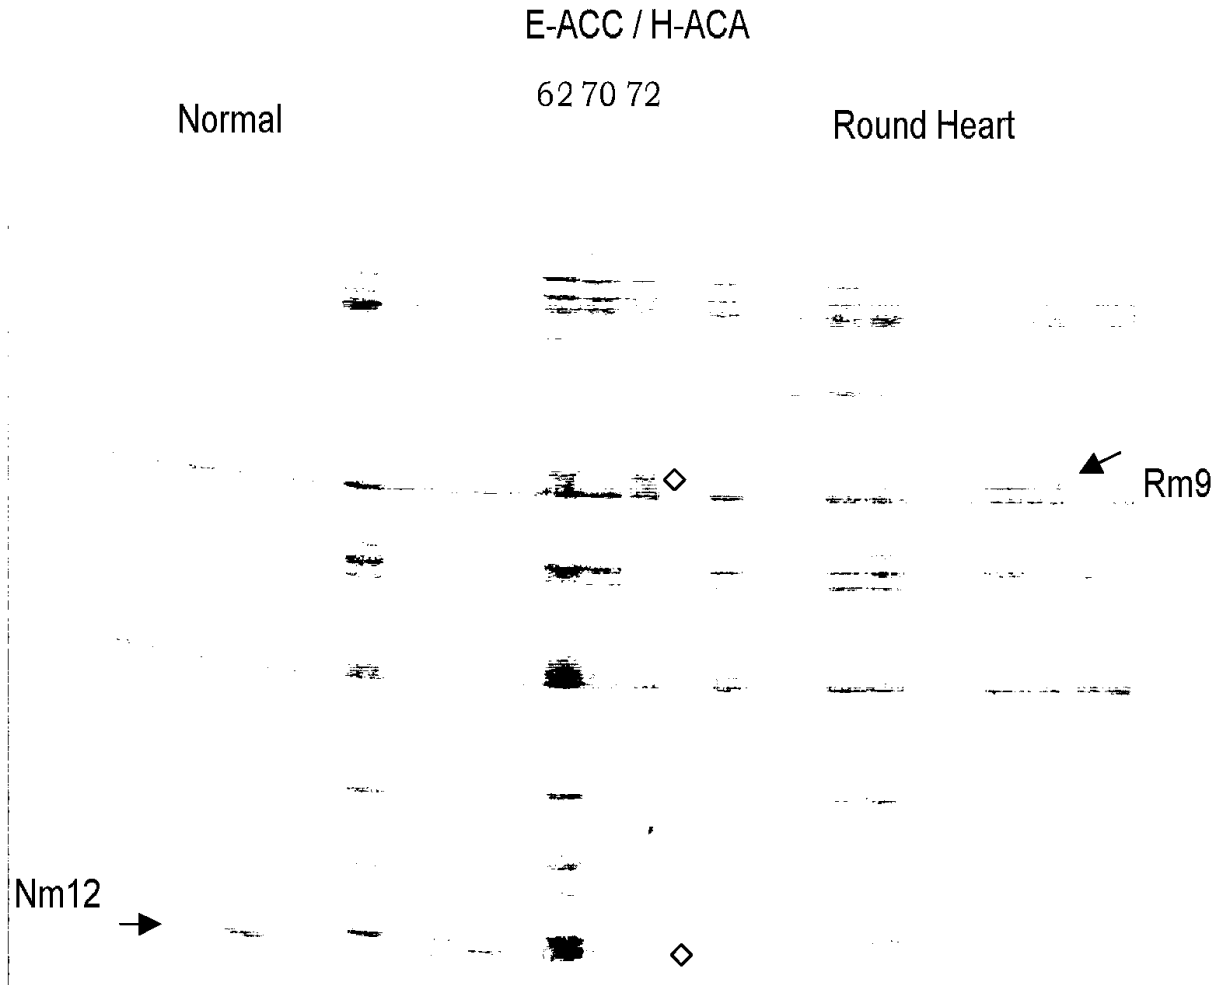 E-ACC / H-ACA
62 70 72
Normal
Round Heart
Rm9
Nm12